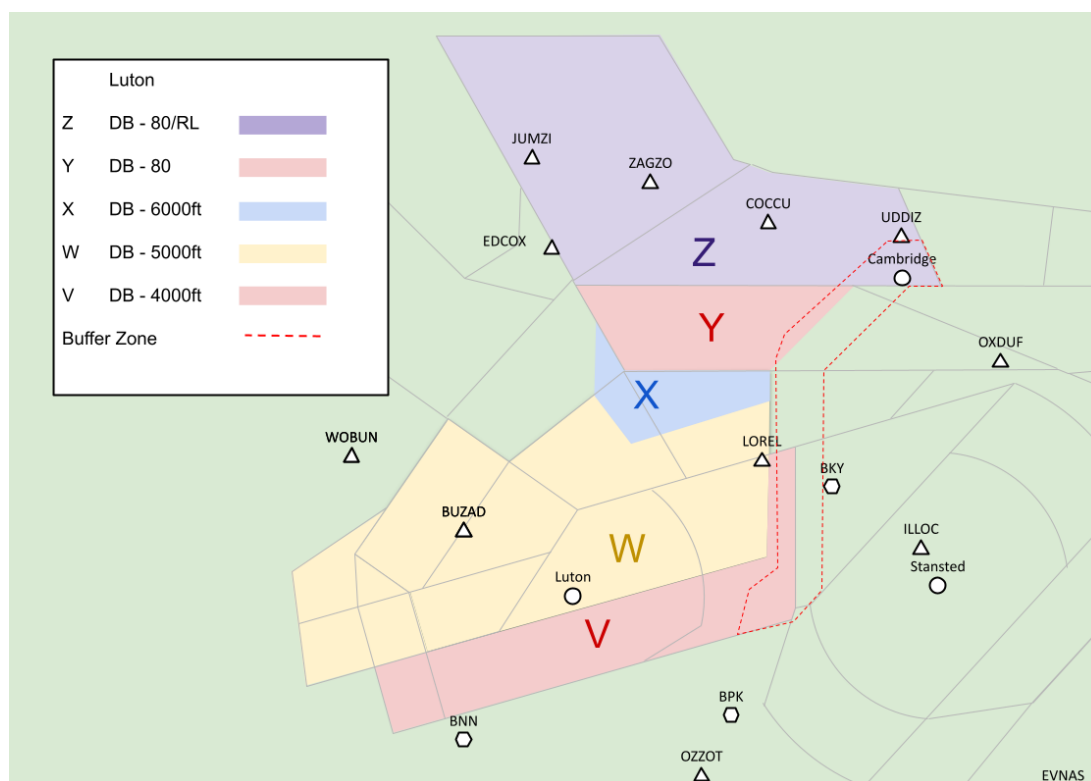 Luton
Z DB - 80/RL
Y DB - 80
X DB - 6000ft
W DB - 5000ft
V DB - 4000ft
Buffer Zone
JUMZI
ZAGZO
COCCU
UDDIZ
EDCOX
Z
Cambridge
Y
OXDUF
X
WOBUN
LOREL
BKY
BUZAD
W
ILLOC
Stansted
Luton
V
BPK
BNN
OZZOT
EVNAS